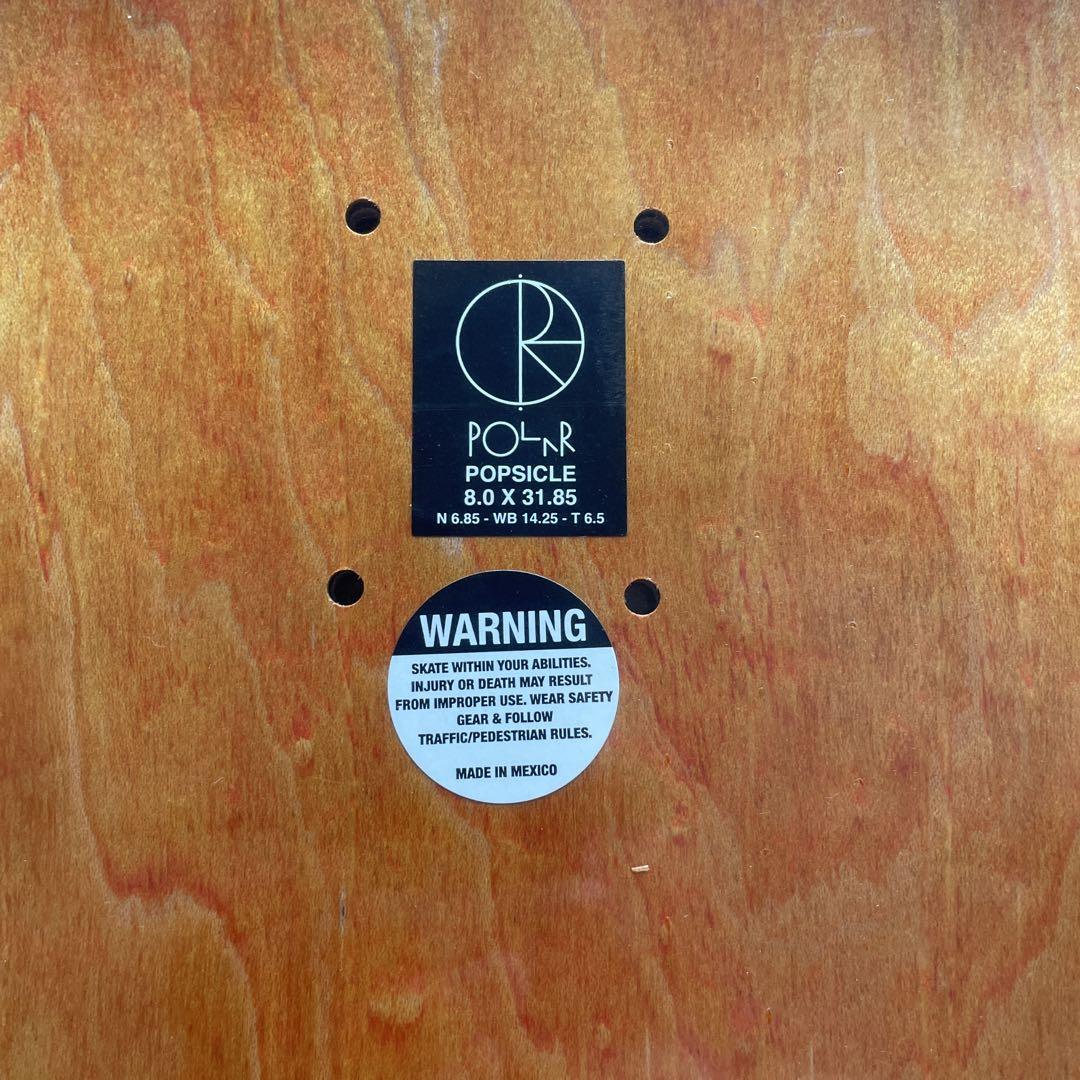 POLAR
POPSICLE
8.0 X 31.85
N 6.85 - WB 14.25 - T 6.5
WARNING
SKATE WITHIN YOUR ABILITIES.
INJURY OR DEATH MAY RESULT
FROM IMPROPER USE. WEAR SAFETY
GEAR & FOLLOW
TRAFFIC/PEDESTRIAN RULES.
MADE IN MEXICO